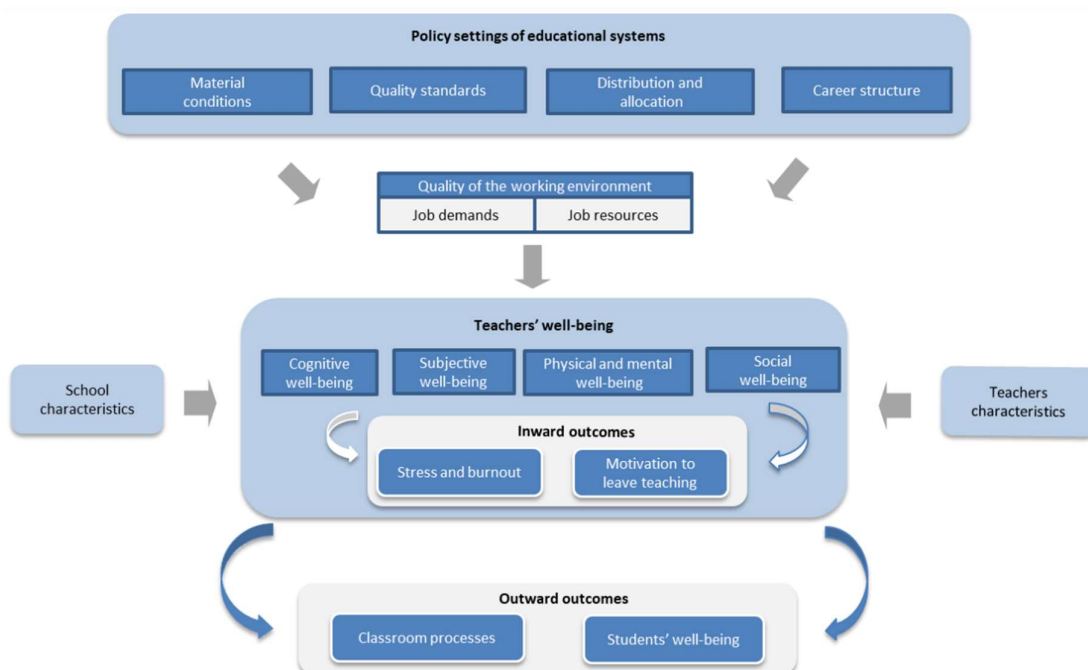 Policy settings of educational systems
Material
conditions
Quality standards
Distribution and
allocation
Career structure
Quality of the working environment
Job demands
Job resources
Teachers’ well-being
Cognitive
well-being
Subjective
well-being
Physical and mental
well-being
Social
well-being
School
characteristics
Teachers
characteristics
Inward outcomes
Stress and burnout
Motivation to
leave teaching
Outward outcomes
Classroom processes
Students’ well-being